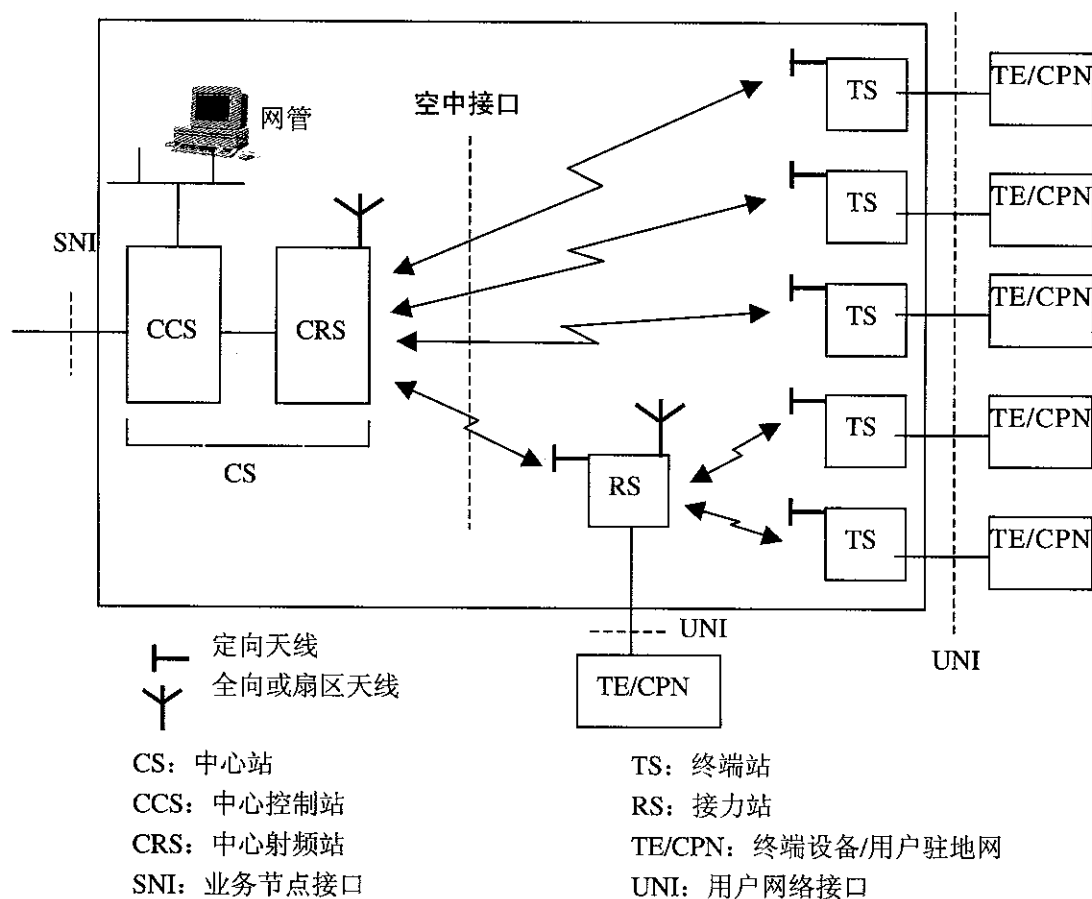 网管
空中接口
SNI
CCS
CRS
CS
RS
TS
TE/CPN
TS
TE/CPN
TS
TE/CPN
TS
TE/CPN
TS
TE/CPN
UNI
TE/CPN
UNI
定向天线
全向或扇区天线
CS：中心站
CCS：中心控制站
CRS：中心射频站
SNI：业务节点接口
TS：终端站
RS：接力站
TE/CPN：终端设备/用户驻地网
UNI：用户网络接口